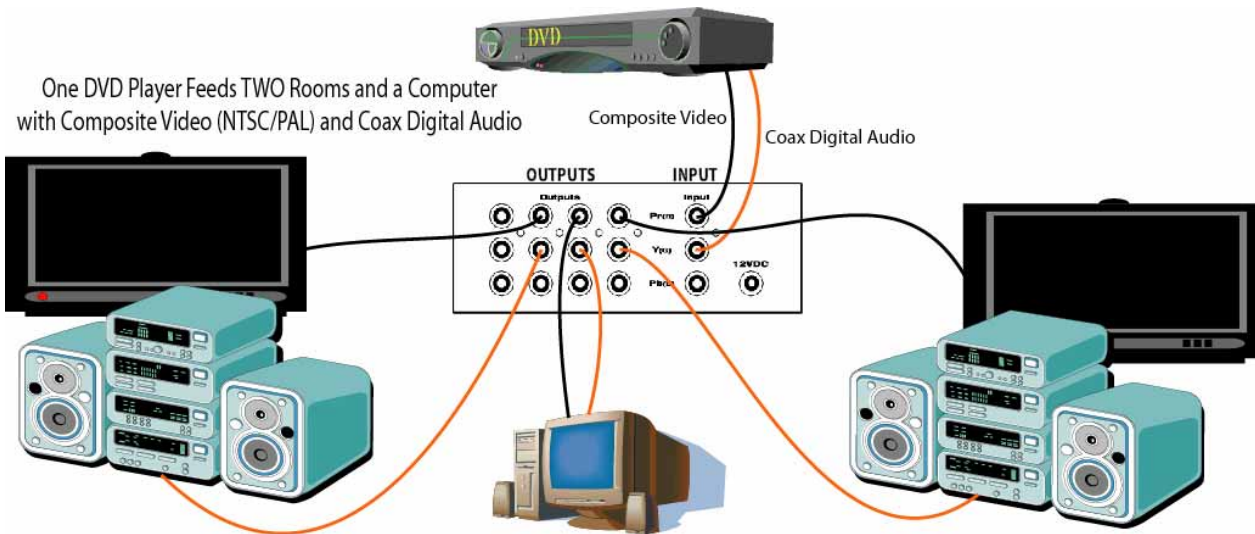 DVD
One DVD Player Feeds TWO Rooms and a Computer
with Composite Video (NTSC/PAL) and Coax Digital Audio
Composite Video
Coax Digital Audio
OUTPUTS INPUT
Outputs Input
12VDC